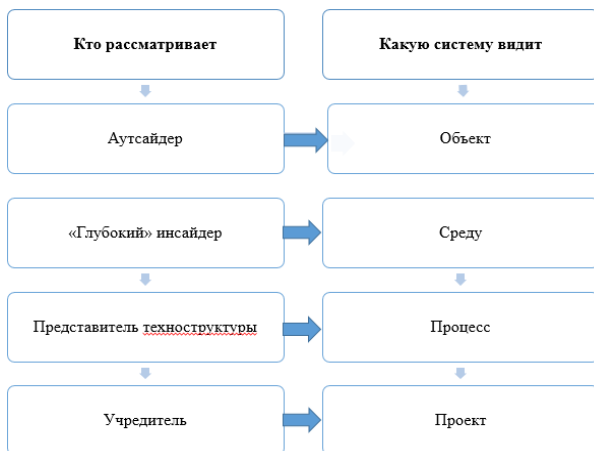 Кто рассматривает
Какую систему видит
Аутсайдер
Объект
«Глубокий» инсайдер
Среду
Представитель техноструктуры
Процесс
Учредитель
Проект